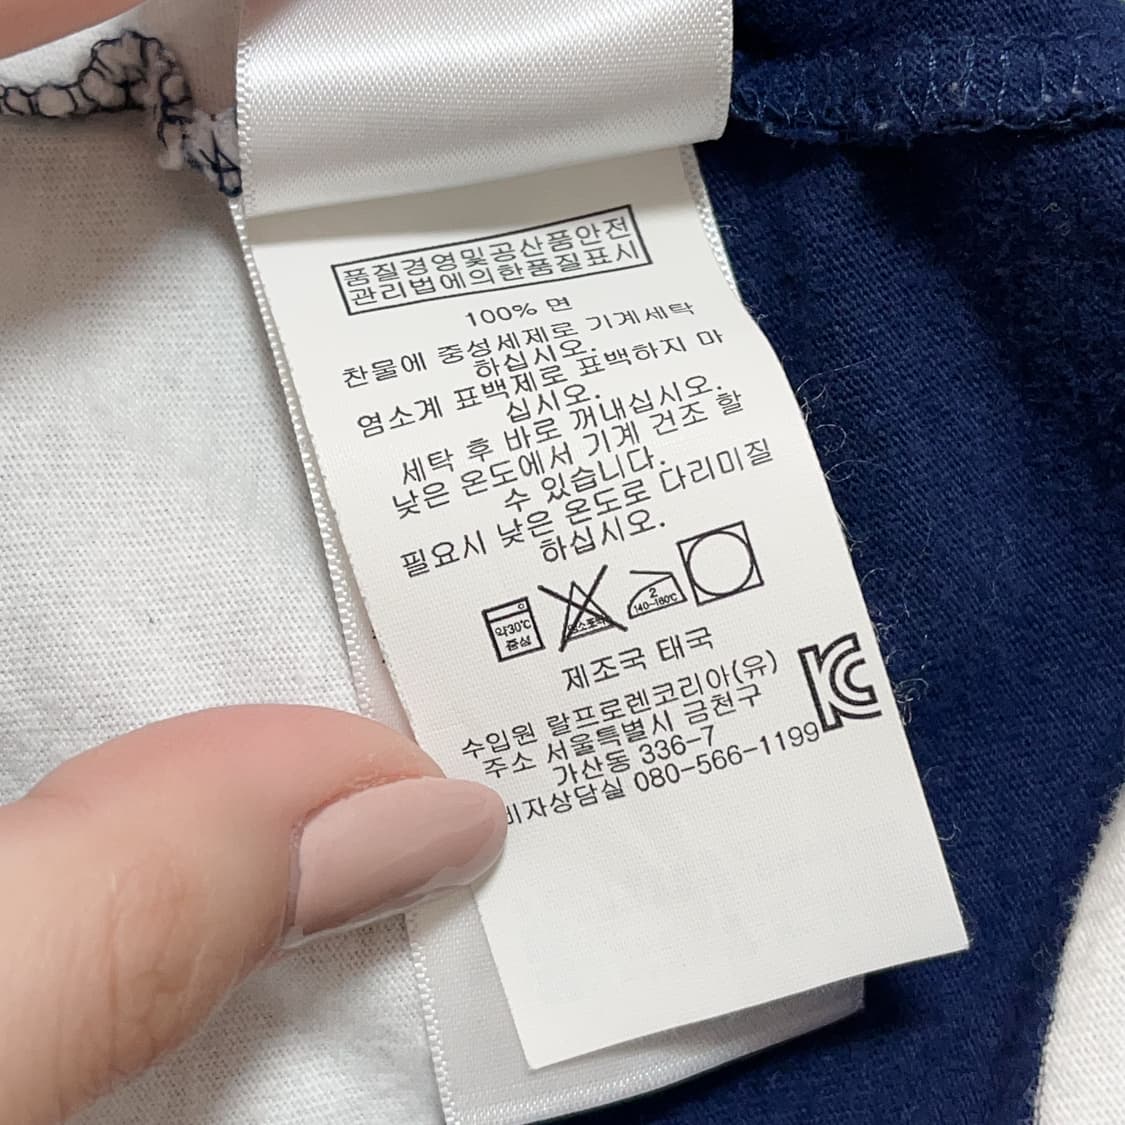 품질경영및공산품안전
관리법에의한품질표시
100% 면
찬물에 중성세제로 기계세탁
하십시오.
염소계 표백제로 표백하지 마
십시오.
세탁 후 바로 꺼내십시오.
낮은 온도에서 기계 건조 할
수 있습니다.
필요시 낮은 온도로 다리미질
하십시오.
약30℃
중성
2
140~160℃
제조국 태국
수입원 랄프로렌코리아(유)
주소 서울특별시 금천구
가산동 336-7
비자상담실 080-566-1199